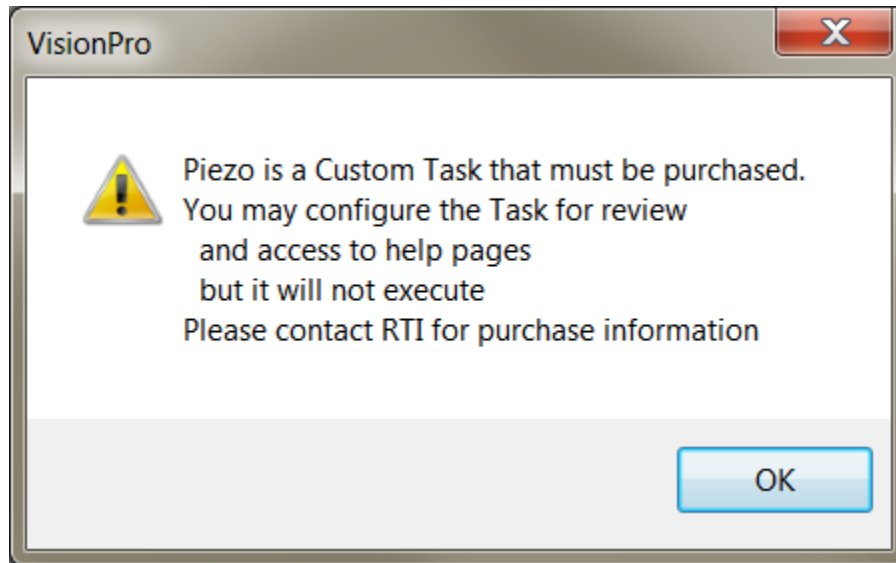 VisionPro
Piezo is a Custom Task that must be purchased.
You may configure the Task for review
and access to help pages
but it will not execute
Please contact RTI for purchase information
OK